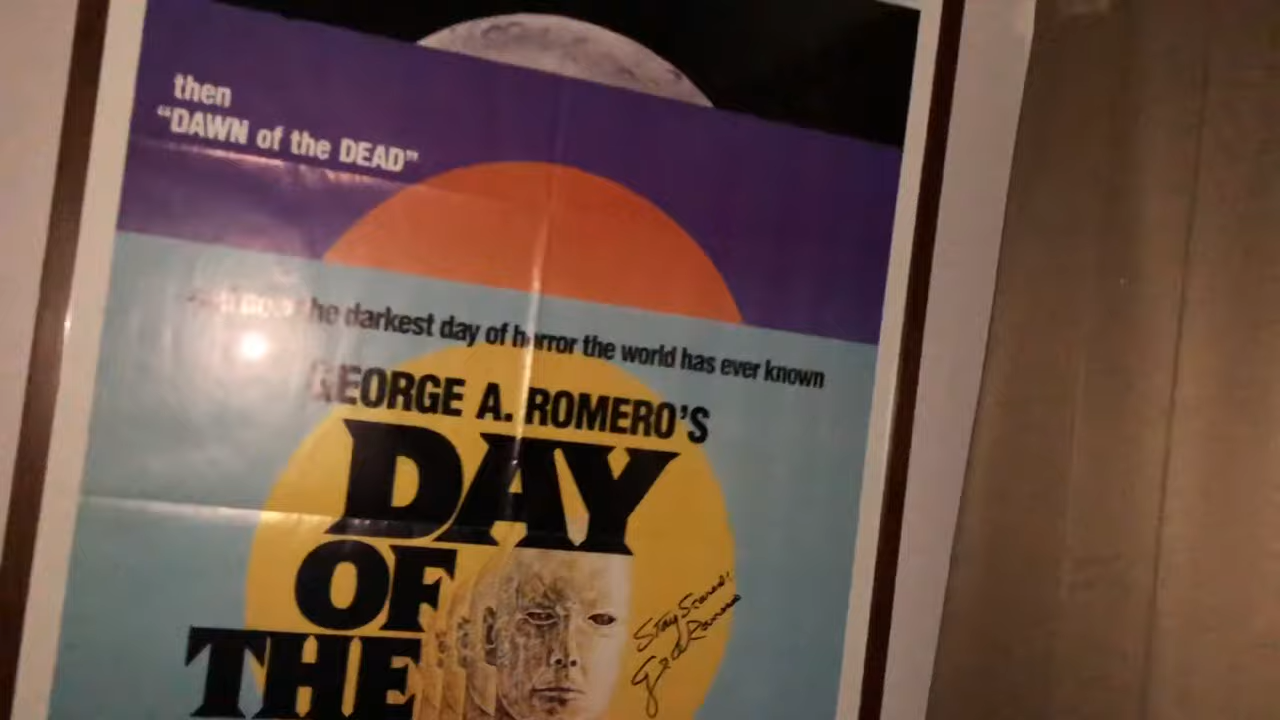 then
"DAWN of the DEAD"
the darkest day of horror the world has ever known
GEORGE A. ROMERO'S
DAY
OF
THE
Stay Scared!